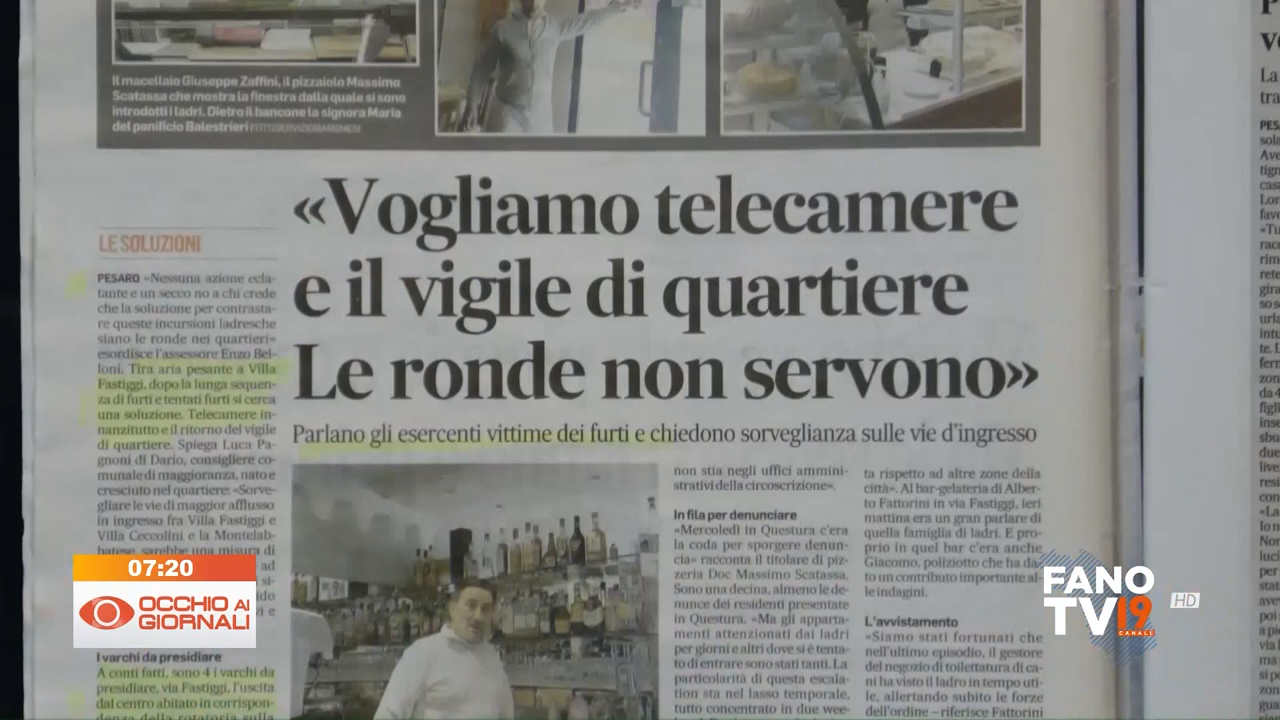 Il macellaio Giuseppe Zaffini, il pizzaiolo Massimo
Scatassa che mostra la finestra dalla quale si sono
introdotti i ladri. Dietro il bancone la signora Maria
del panificio Balestrieri FOTOSERVIZIO BARGNESI
«Vogliamo telecamere
e il vigile di quartiere
Le ronde non servono»
Parlano gli esercenti vittime dei furti e chiedono sorveglianza sulle vie d'ingresso
LE SOLUZIONI
PESARO «Nessuna azione ecla-
tante e un secco no a chi crede
che la soluzione per contrasta-
re queste incursioni ladresche
siano le ronde nei quartieri»
esordisce l'assessore Enzo Bel-
loni. Tira aria pesante a Villa
Fastiggi, dopo la lunga sequen-
za di furti e tentati furti si cerca
una soluzione. Telecamere in-
nanzitutto e il ritorno del vigile
di quartiere. Spiega Luca Pa-
gnoni di Dario, consigliere co-
munale di maggioranza, nato e
cresciuto nel quartiere: «Sorve-
gliare le vie di maggior afflusso
in ingresso fra Villa Fastiggi e
Villa Ceccolini e la Montelab-
batese, sarebbe una misura di
ad
si-
ido
vi e
I varchi da presidiare
A conti fatti, sono 4 i varchi da
presidiare, via Fastiggi, l'uscita
dal centro abitato in corrispon-
denza della rotatoria sulla
non stia negli uffici ammini-
strativi della circoscrizione».
In fila per denunciare
«Mercoledì in Questura c'era
la coda per sporgere denun-
cia» racconta il titolare di piz-
zeria Doc Massimo Scatassa.
Sono una decina, almeno le de-
nunce dei residenti presentate
in Questura. «Ma gli apparta-
menti attenzionati dai ladri
per giorni e altri dove si è tenta-
to di entrare sono stati tanti. La
particolarità di questa escala-
tion sta nel lasso temporale,
tutto concentrato in due wee-
ta rispetto ad altre zone della
città». Al bar-gelateria di Alber-
to Fattorini in via Fastiggi, ieri
mattina era un gran parlare di
quella famiglia di ladri. E pro-
prio in quel bar c'era anche
Giacomo, poliziotto che ha da-
to un contributo importante al-
le indagini.
L'avvistamento
«Siamo stati fortunati che
nell'ultimo episodio, il gestore
del negozio di toilettatura di ca-
ni ha visto il ladro in tempo uti-
le, allertando subito le forze
dell'ordine – riferisce Fattorini
07:20
OCCHIO AI
GIORNALI
FANO
TV19
CANALE
HD